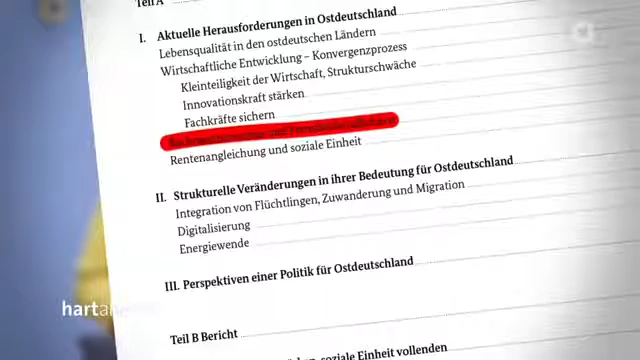 Teil A
I. Aktuelle Herausforderungen in Ostdeutschland
Lebensqualität in den ostdeutschen Ländern
Wirtschaftliche Entwicklung – Konvergenzprozess
Kleinteiligkeit der Wirtschaft, Strukturschwäche
Innovationskraft stärken
Fachkräfte sichern
Rentenangleichung und soziale Einheit
II. Strukturelle Veränderungen in ihrer Bedeutung für Ostdeutschland
Integration von Flüchtlingen, Zuwanderung und Migration
Digitalisierung
Energiewende
III. Perspektiven einer Politik für Ostdeutschland
Teil B Bericht
soziale Einheit vollenden
hart